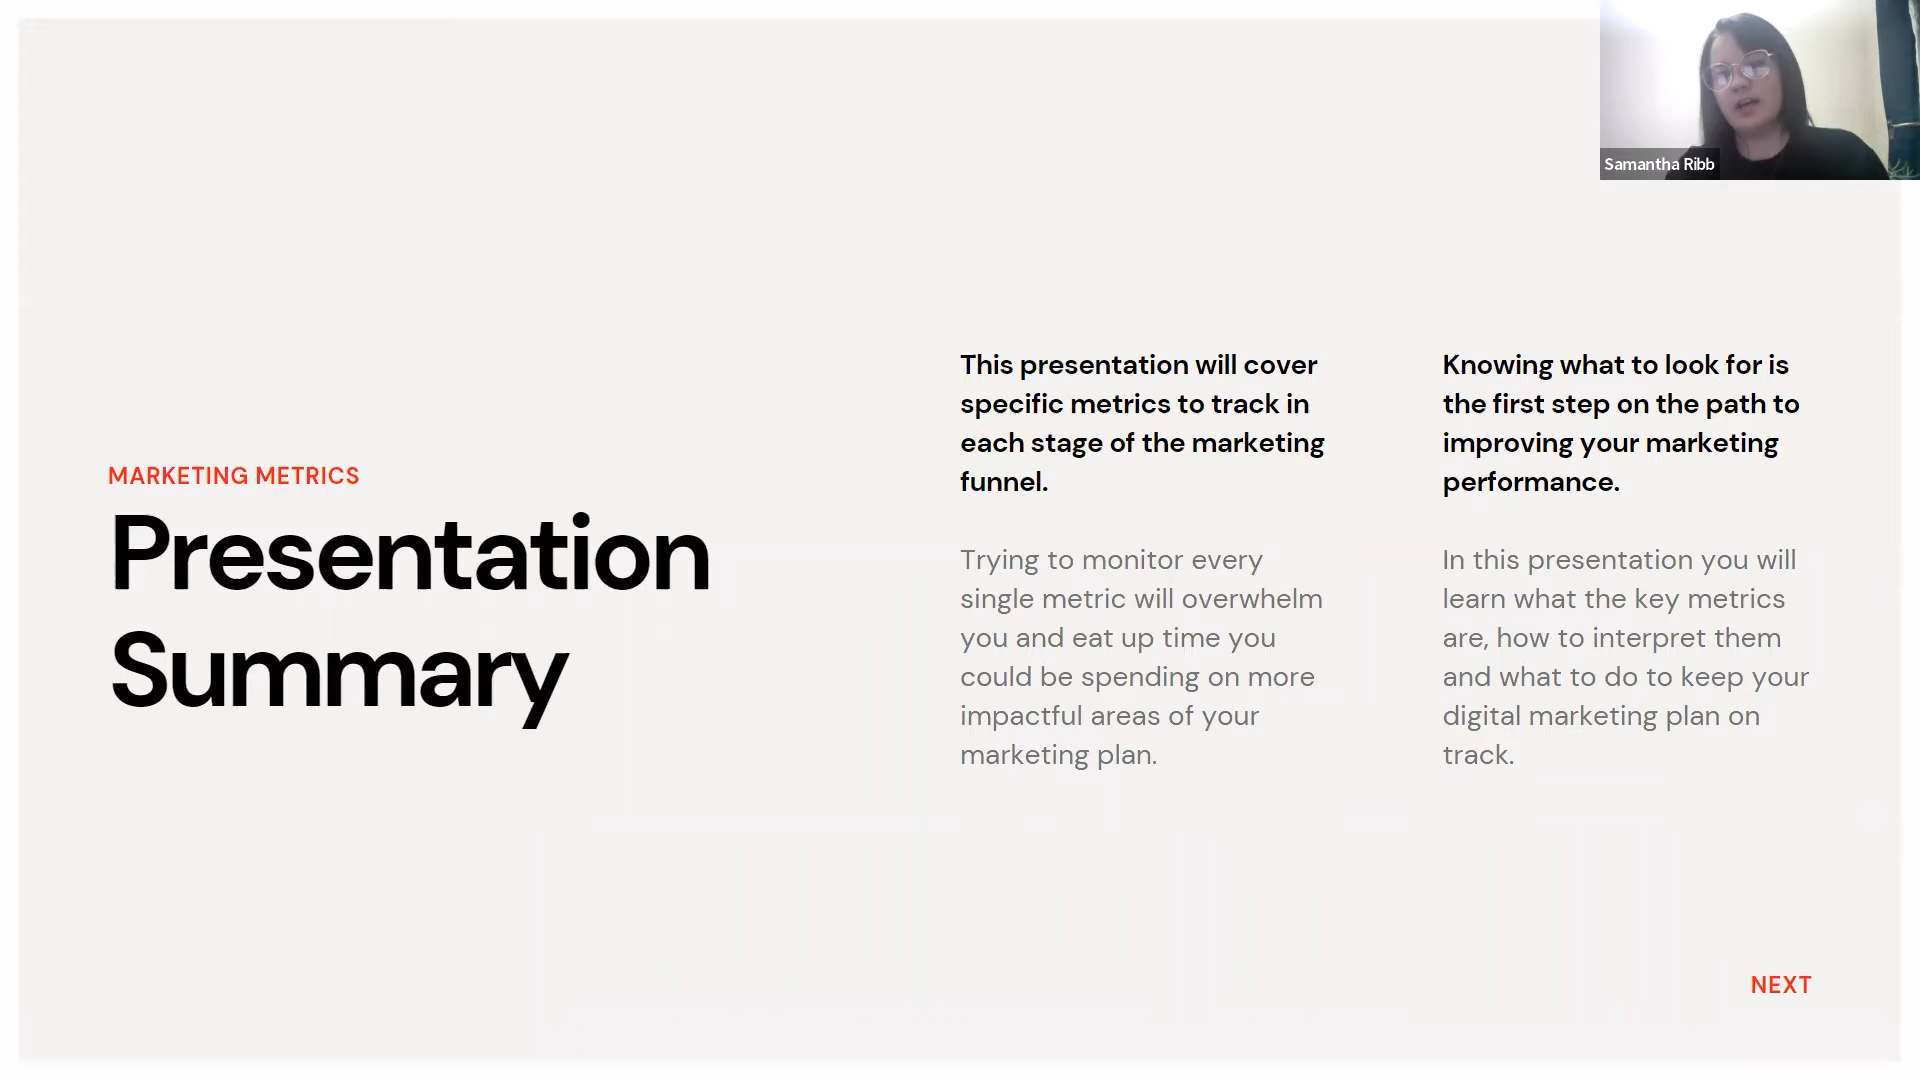 Samantha Ribb
MARKETING METRICS
Presentation
Summary
This presentation will cover
specific metrics to track in
each stage of the marketing
funnel.
Trying to monitor every
single metric will overwhelm
you and eat up time you
could be spending on more
impactful areas of your
marketing plan.
Knowing what to look for is
the first step on the path to
improving your marketing
performance.
In this presentation you will
learn what the key metrics
are, how to interpret them
and what to do to keep your
digital marketing plan on
track.
NEXT